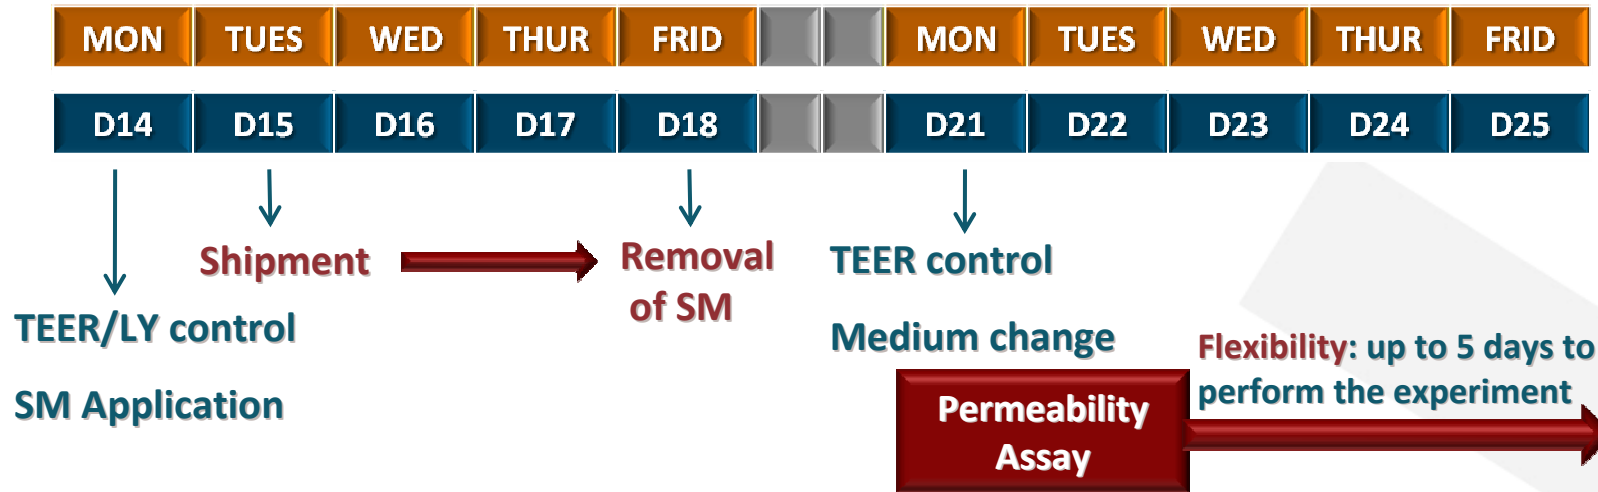 MON TUES WED THUR FRID MON TUES WED THUR FRID
D14 D15 D16 D17 D18 D21 D22 D23 D24 D25
Shipment
Removal
of SM
TEER control
TEER/LY control
Medium change
SM Application
Flexibility: up to 5 days to
perform the experiment
Permeability
Assay